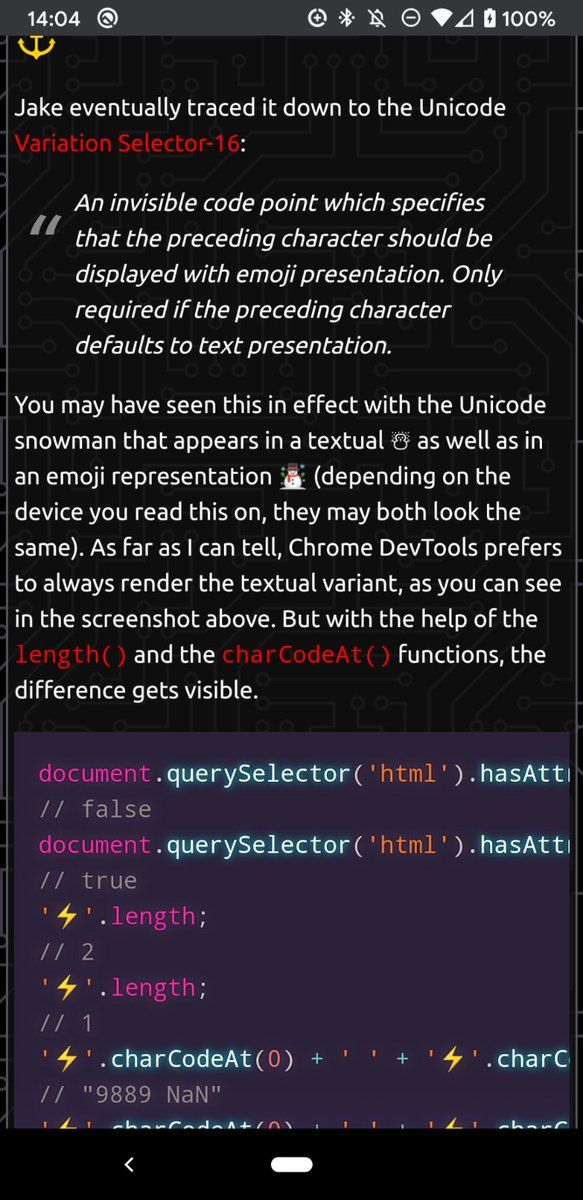 14:04 100%
Jake eventually traced it down to the Unicode
Variation Selector-16:
“ An invisible code point which specifies
that the preceding character should be
displayed with emoji presentation. Only
required if the preceding character
defaults to text presentation.
You may have seen this in effect with the Unicode
snowman that appears in a textual ☃ as well as in
an emoji representation ☃️ (depending on the
device you read this on, they may both look the
same). As far as I can tell, Chrome DevTools prefers
to always render the textual variant, as you can see
in the screenshot above. But with the help of the
length() and the charCodeAt() functions, the
difference gets visible.
document.querySelector('html').hasAttr
// false
document.querySelector('html').hasAttr
// true
'⚡'.length;
// 2
'⚡'.length;
// 1
'⚡'.charCodeAt(0) + ' ' + '⚡'.charC
// "9889 NaN"
'⚡'.charCodeAt(0) + ' ' + '⚡'.charC